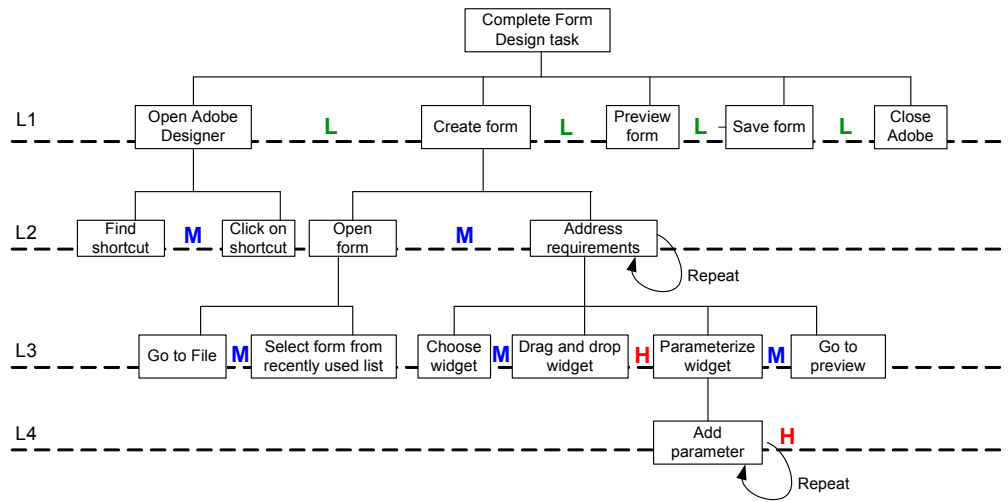 Complete Form
Design task
L1
Open Adobe
Designer
L
Create form
L
Preview
form
L
Save form
L
Close
Adobe
L2
Find
shortcut
M
Click on
shortcut
Open
form
M
Address
requirements
Repeat
L3
Go to File
M
Select form from
recently used list
Choose
widget
M
Drag and drop
widget
H
Parameterize
widget
M
Go to
preview
L4
Add
parameter
H
Repeat